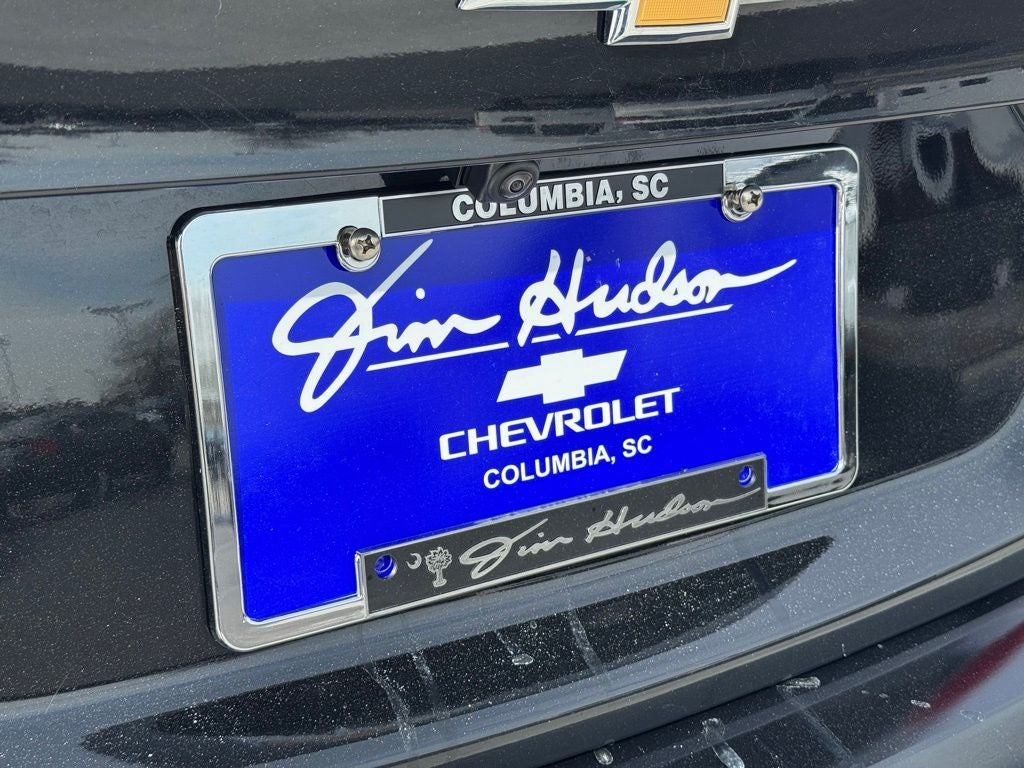 COLUMBIA, SC
Jim Hudson
CHEVROLET
COLUMBIA, SC
Jim Hudson